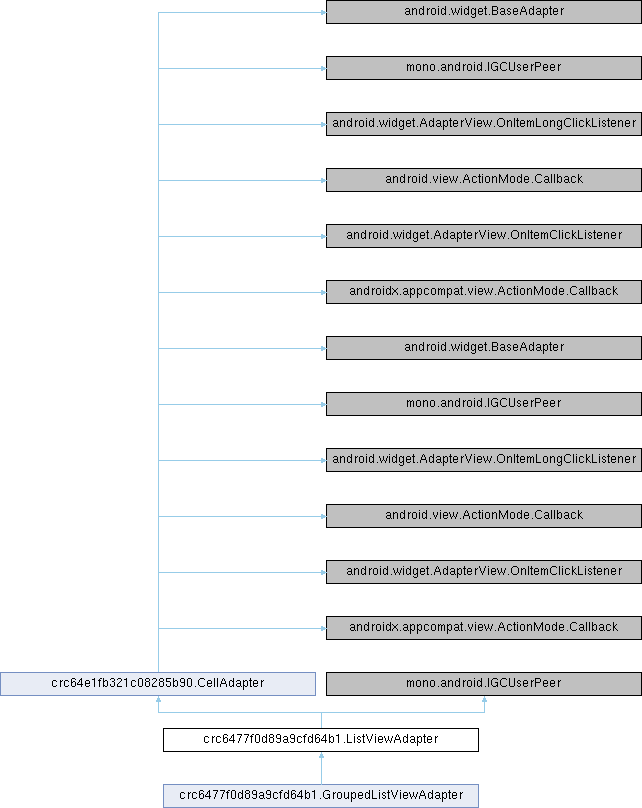 android.widget.BaseAdapter
mono.android.IGCUserPeer
android.widget.AdapterView.OnItemLongClickListener
android.view.ActionMode.Callback
android.widget.AdapterView.OnItemClickListener
androidx.appcompat.view.ActionMode.Callback
android.widget.BaseAdapter
mono.android.IGCUserPeer
android.widget.AdapterView.OnItemLongClickListener
android.view.ActionMode.Callback
android.widget.AdapterView.OnItemClickListener
androidx.appcompat.view.ActionMode.Callback
crc64e1fb321c08285b90.CellAdapter
mono.android.IGCUserPeer
crc6477f0d89a9cfd64b1.ListViewAdapter
crc6477f0d89a9cfd64b1.GroupedListViewAdapter